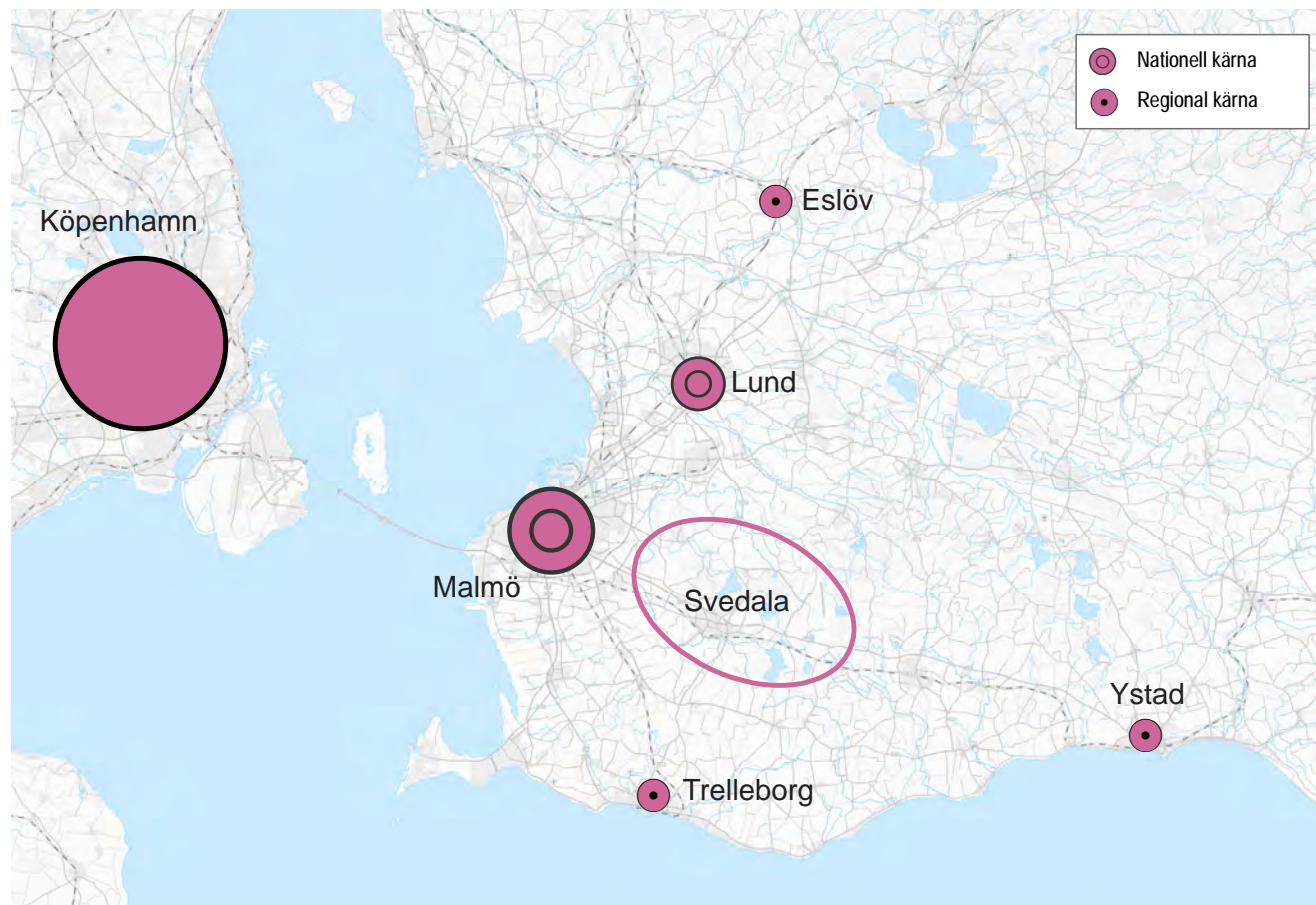 Nationell kärna
Regional kärna
Eslöv
Köpenhamn
Lund
Malmö
Svedala
Ystad
Trelleborg